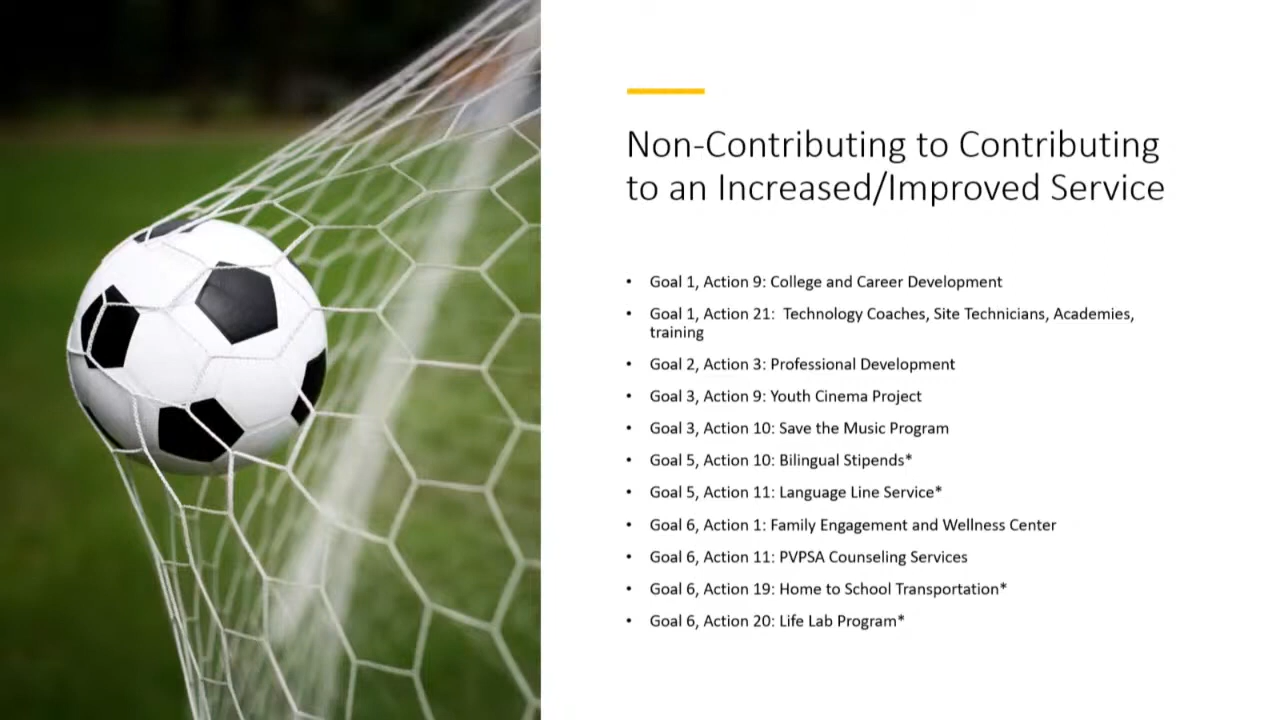 Non-Contributing to Contributing
to an Increased/Improved Service
• Goal 1, Action 9: College and Career Development
• Goal 1, Action 21:  Technology Coaches, Site Technicians, Academies,
training
• Goal 2, Action 3: Professional Development
• Goal 3, Action 9: Youth Cinema Project
• Goal 3, Action 10: Save the Music Program
• Goal 5, Action 10: Bilingual Stipends*
• Goal 5, Action 11: Language Line Service*
• Goal 6, Action 1: Family Engagement and Wellness Center
• Goal 6, Action 11: PVPSA Counseling Services
• Goal 6, Action 19: Home to School Transportation*
• Goal 6, Action 20: Life Lab Program*